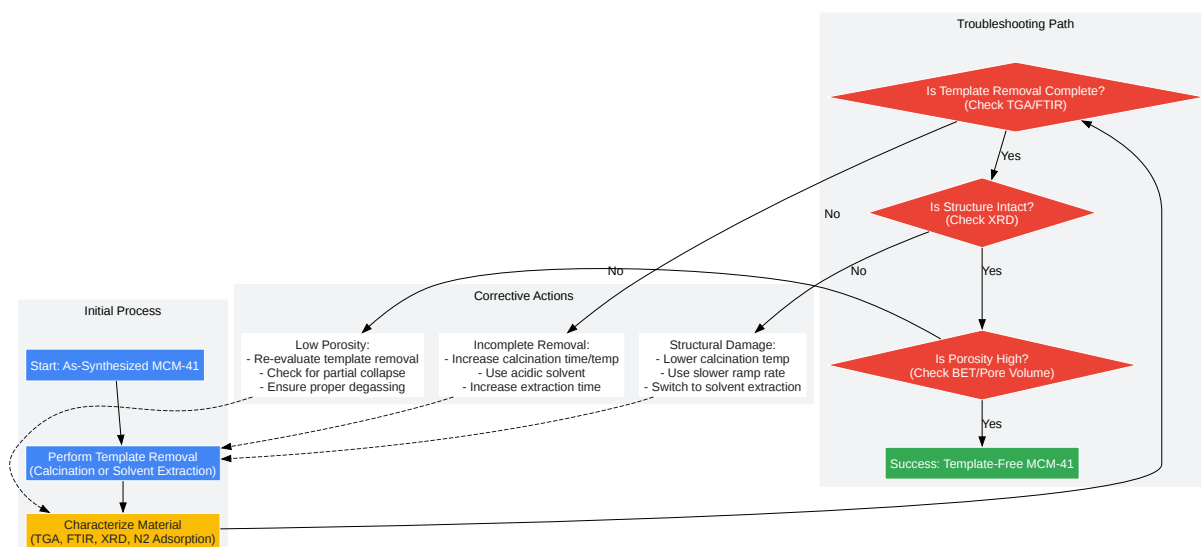 Troubleshooting Path
Is Template Removal Complete?
(Check TGA/FTIR)
Yes
Is Structure Intact?
(Check XRD)
No
No
No
Yes
Corrective Actions
Initial Process
Low Porosity:
- Re-evaluate template removal
- Check for partial collapse
- Ensure proper degassing
Incomplete Removal:
- Increase calcination time/temp
- Use acidic solvent
- Increase extraction time
Structural Damage:
- Lower calcination temp
- Use slower ramp rate
- Switch to solvent extraction
Is Porosity High?
(Check BET/Pore Volume)
Start: As-Synthesized MCM-41
Yes
Perform Template Removal
(Calcination or Solvent Extraction)
Success: Template-Free MCM-41
Characterize Material
(TGA, FTIR, XRD, N2 Adsorption)